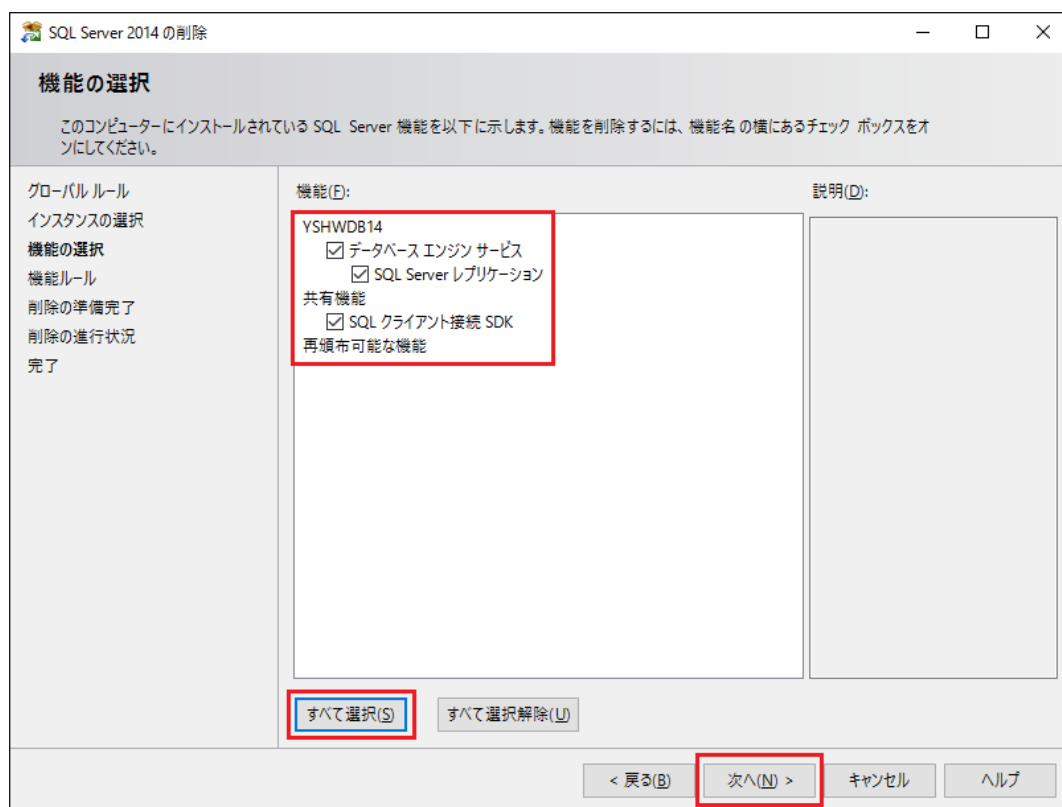 SQL Server 2014 の削除
機能の選択
このコンピューターにインストールされている SQL Server 機能を以下に示します。機能を削除するには、機能名 の横にあるチェック ボックスをオ
ンにしてください。
グローバル ルール
インスタンスの選択
機能の選択
機能ルール
削除の準備完了
削除の進行状況
完了
機能(F):
YSHWDB14
データベース エンジン サービス
SQL Server レプリケーション
共有機能
SQL クライアント接続 SDK
再頒布可能な機能
説明(D):
すべて選択(S)
すべて選択解除(U)
< 戻る(B)
次へ(N) >
キャンセル
ヘルプ